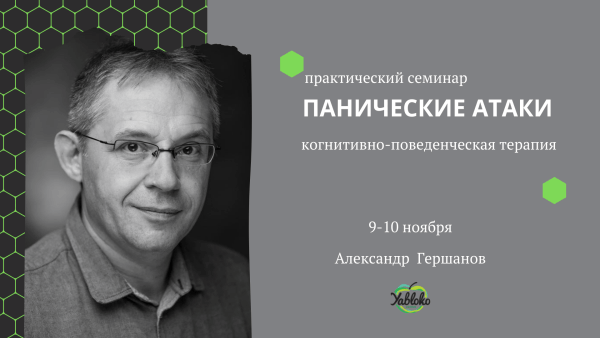 практический семинар
ПАНИЧЕСКИЕ АТАКИ
когнитивно-поведенческая терапия
9-10 ноября
Александр Гершанов
Yabloko